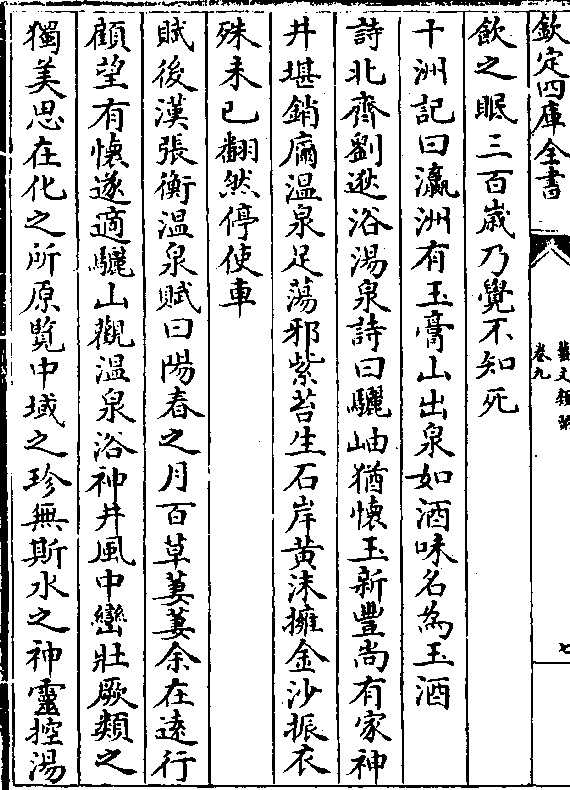 欽定四庫全書
藝文類聚
卷九
七
飲之眠三百歲乃覺不知死
十洲記曰瀛洲有玉膏山出泉如酒味名為玉酒
詩北齊劉逖浴湯泉詩曰驪岫猶懷玉新豐尚有家神
井堪銷癘溫泉足蕩邪紫苔生石岸黄沫擁金沙振衣
殊未已翻然停使車
賦後漢張衡溫泉賦曰陽春之月百草萋萋余在逺行
顧望有懷遂適驪山觀溫泉浴神井風中巒壯厥類之
獨美思在化之所原覧中域之珍無斯水之神靈控湯